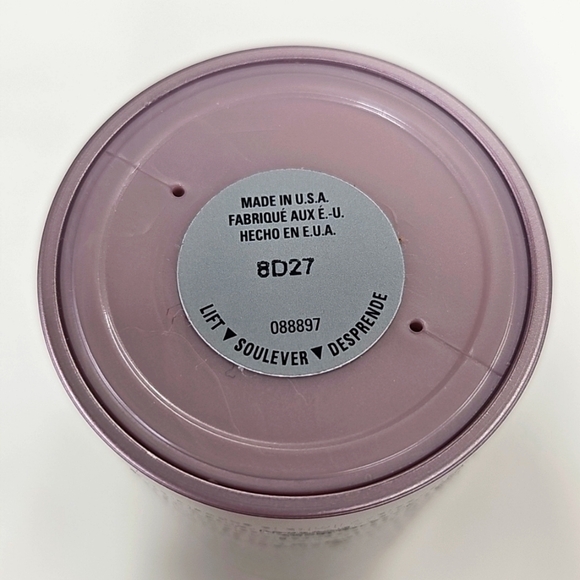 MADE IN U.S.A.
FABRIQUÉ AUX É.-U.
HECHO EN E.U.A.
8D27
088897
LIFT ▼ SOULEVER ▼ DESPRENDE